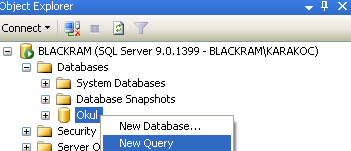 Object Explorer
Connect
BLACKRAM (SQL Server 9.0.1399 - BLACKRAM\KARAKOC)
Databases
System Databases
Database Snapshots
Okul
New Database...
Security
New Query
Server O